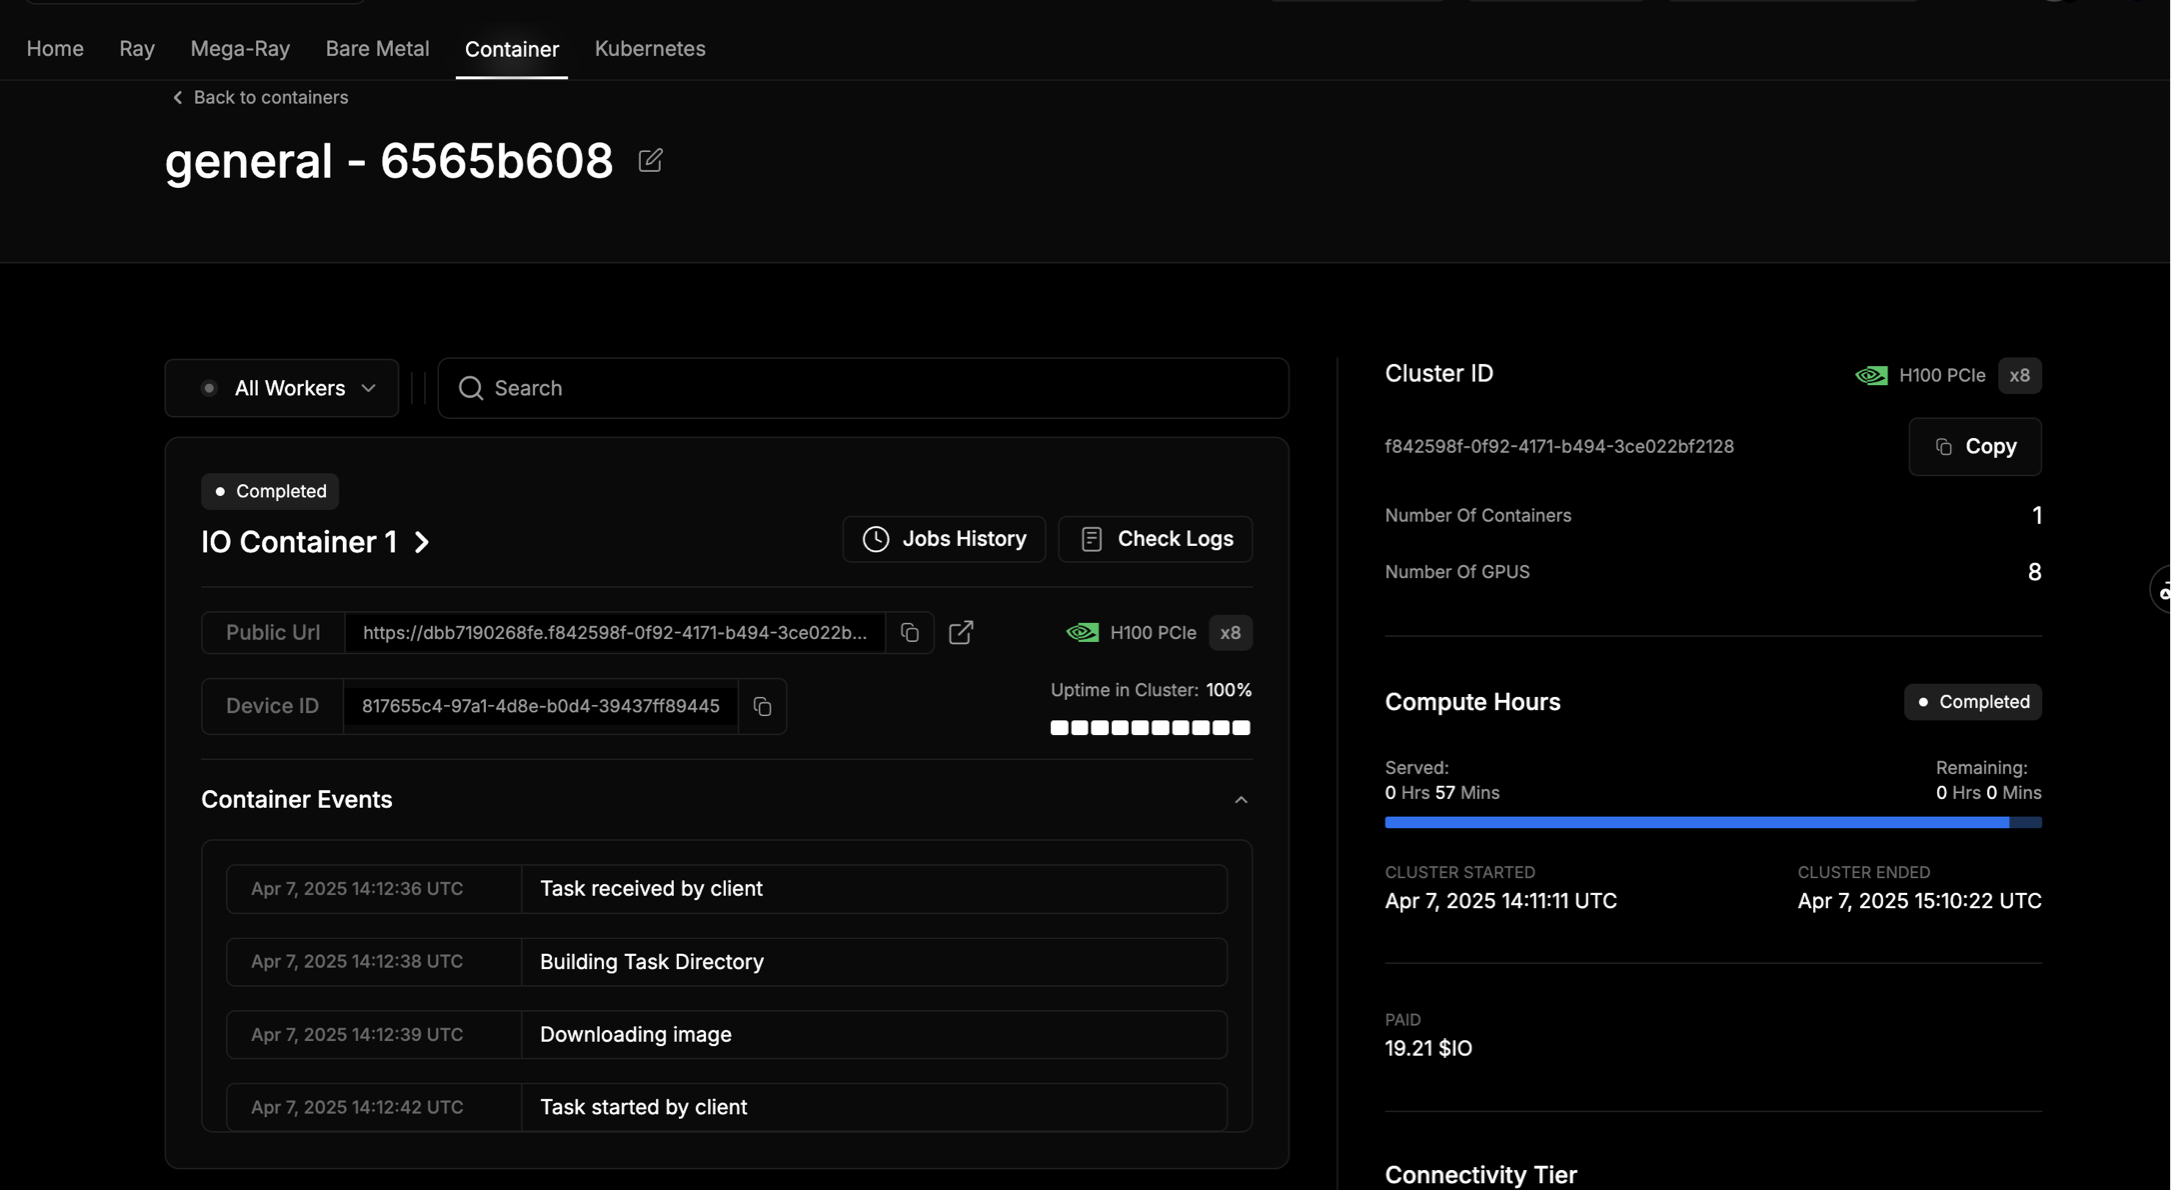 Home Ray Mega-Ray Bare Metal Container Kubernetes
Back to containers
general - 6565b608
All Workers
Search
Completed
IO Container 1
Jobs History
Check Logs
Public Url
https://dbb7190268fe.f842598f-0f92-4171-b494-3ce022b...
H100 PCIe x8
Device ID
817655c4-97a1-4d8e-b0d4-39437ff89445
Uptime in Cluster: 100%
Container Events
Apr 7, 2025 14:12:36 UTC Task received by client
Apr 7, 2025 14:12:38 UTC Building Task Directory
Apr 7, 2025 14:12:39 UTC Downloading image
Apr 7, 2025 14:12:42 UTC Task started by client
Cluster ID
H100 PCIe x8
f842598f-0f92-4171-b494-3ce022bf2128
Copy
Number Of Containers 1
Number Of GPUS 8
Compute Hours
Completed
Served:
0 Hrs 57 Mins
Remaining:
0 Hrs 0 Mins
CLUSTER STARTED
Apr 7, 2025 14:11:11 UTC
CLUSTER ENDED
Apr 7, 2025 15:10:22 UTC
PAID
19.21 $IO
Connectivity Tier